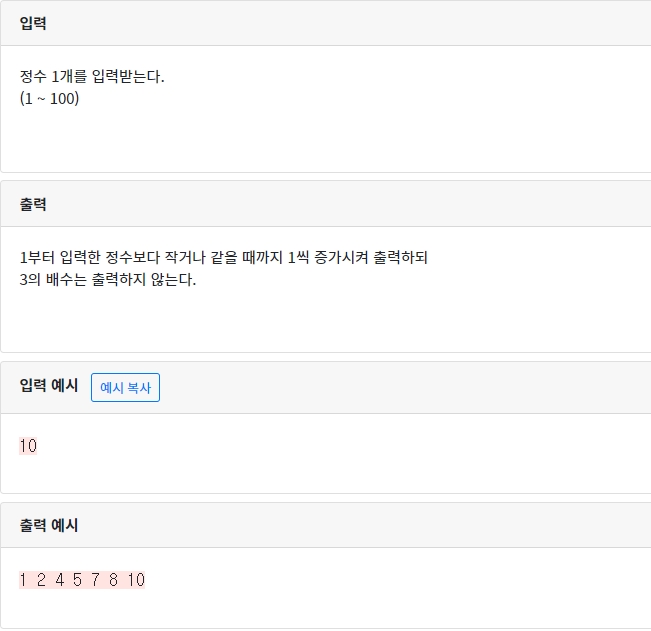 입력
정수 1개를 입력받는다.
(1 ~ 100)
출력
1부터 입력한 정수보다 작거나 같을 때까지 1씩 증가시켜 출력하되
3의 배수는 출력하지 않는다.
입력 예시 예시 복사
10
출력 예시
1 2 4 5 7 8 10